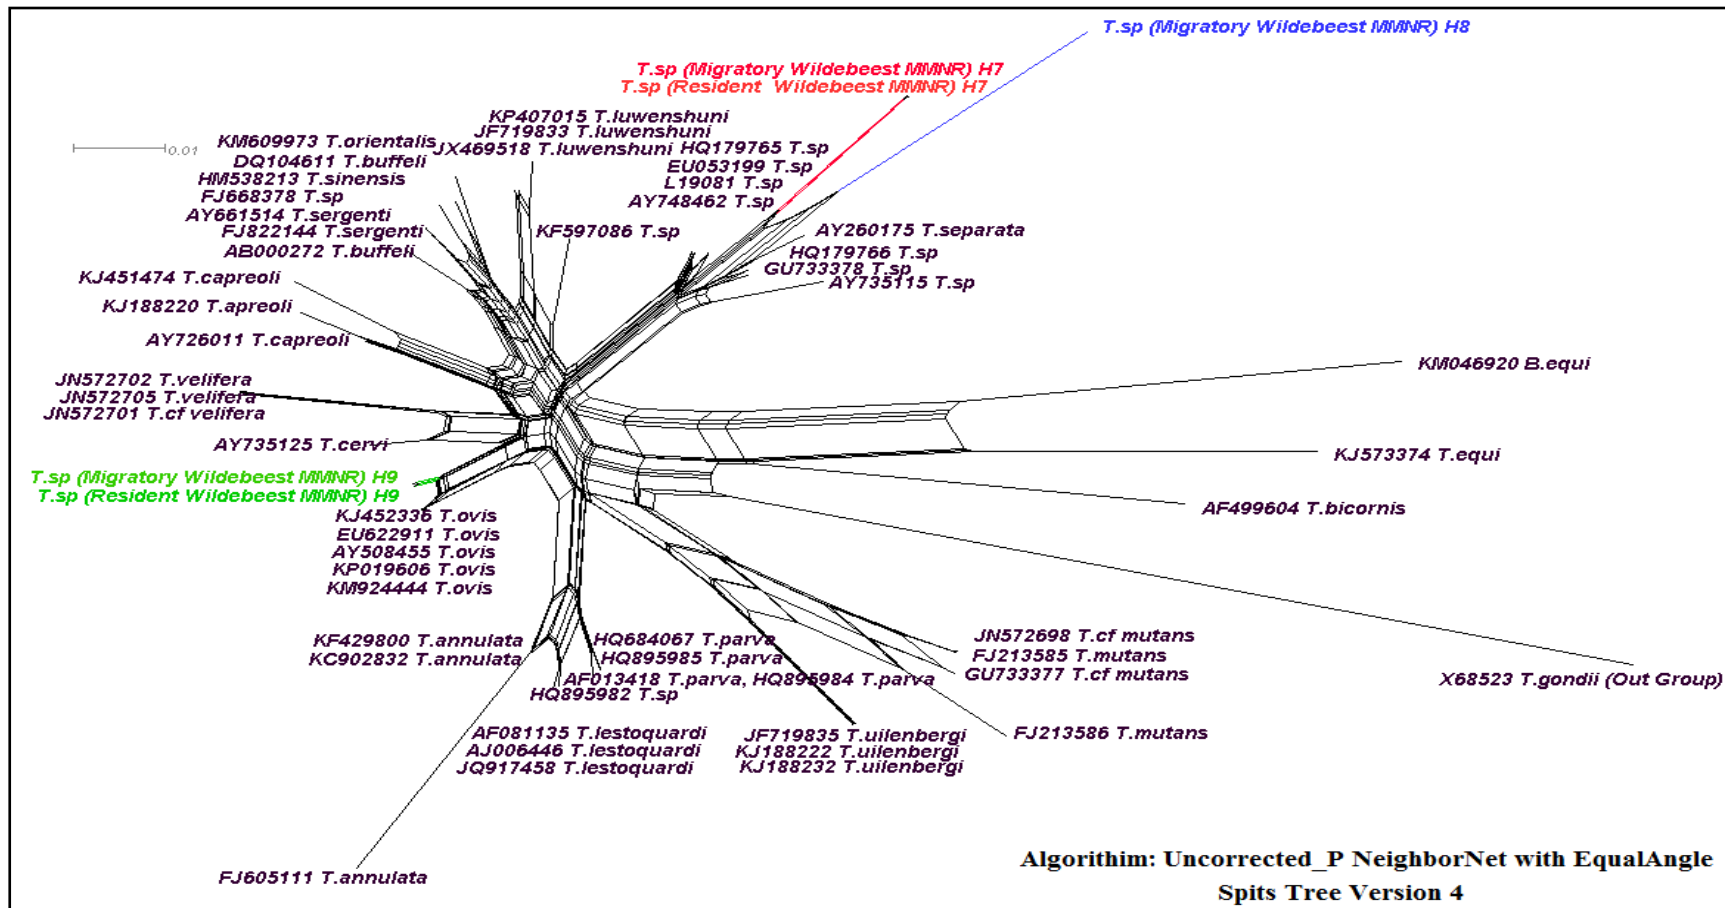 T.sp (Migratory Wildebeest MMNR) H8
T.sp (Migratory Wildebeest MMNR) H7
T.sp (Resident Wildebeest MMNR) H7
KP407015 T.luwenshuni
JF719833 T.luwenshuni
JX469518 T.luwenshuni
HQ179765 T.sp
EU053199 T.sp
L19081 T.sp
AY748462 T.sp
0.01
KM609973 T.orientalis
DQ104611 T.buffeli
HM538213 T.sinensis
FJ668378 T.sp
AY661514 T.sergenti
FJ822144 T.sergenti
AB000272 T.buffeli
KF597086 T.sp
AY260175 T.separata
HQ179766 T.sp
GU733378 T.sp
AY735115 T.sp
KJ451474 T.capreoli
KJ188220 T.apreoli
AY726011 T.capreoli
KM046920 B.equi
JN572702 T.velifera
JN572705 T.velifera
JN572701 T.cf velifera
AY735125 T.cervi
KJ573374 T.equi
T.sp (Migratory Wildebeest MMNR) H9
T.sp (Resident Wildebeest MMNR) H9
AF499604 T.bicornis
KJ452336 T.ovis
EU622911 T.ovis
AY508455 T.ovis
KP019606 T.ovis
KM924444 T.ovis
KF429800 T.annulata
KC902832 T.annulata
HQ684067 T.parva
HQ895985 T.parva
AF013418 T.parva, HQ895984 T.parva
HQ895982 T.sp
JN572698 T.cf mutans
FJ213585 T.mutans
GU733377 T.cf mutans
X68523 T.gondii (Out Group)
AF081135 T.lestoquardi
AJ006446 T.lestoquardi
JQ917458 T.lestoquardi
JF719835 T.uilenbergi
KJ188222 T.uilenbergi
KJ188232 T.uilenbergi
FJ213586 T.mutans
FJ605111 T.annulata
Algorithim: Uncorrected_P NeighborNet with EqualAngle
Spits Tree Version 4